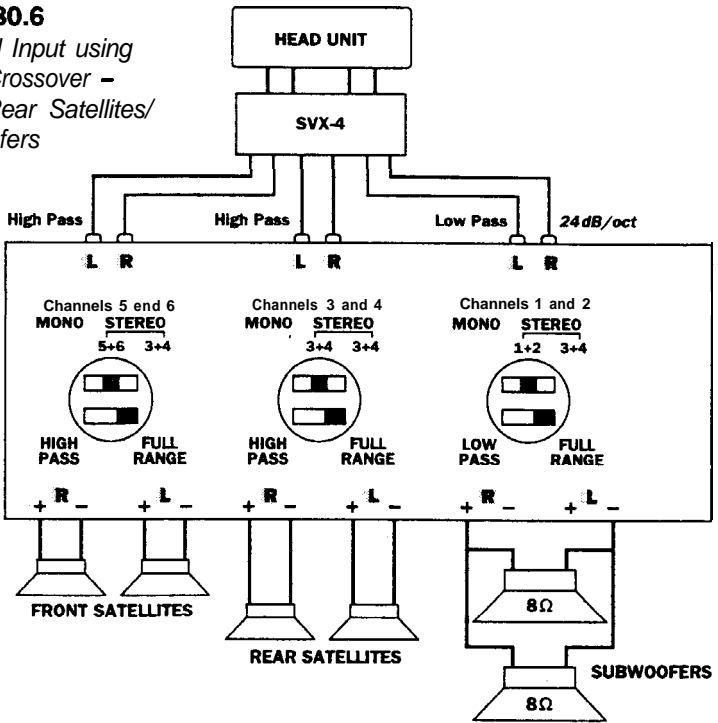 30.6
Input using
Crossover –
Rear Satellites/
fers
HEAD UNIT
SVX-4
High Pass High Pass Low Pass 24dB/oct
L R L R L R
Channels 5 end 6 Channels 3 and 4 Channels 1 and 2
MONO STEREO MONO STEREO MONO STEREO
5+6 3+4 3+4 3+4 1+2 3+4
HIGH PASS FULL RANGE HIGH PASS FULL RANGE LOW PASS FULL RANGE
+ R – + L – + R – + L – + R – + L –
FRONT SATELLITES
REAR SATELLITES
8Ω
SUBWOOFERS
8Ω